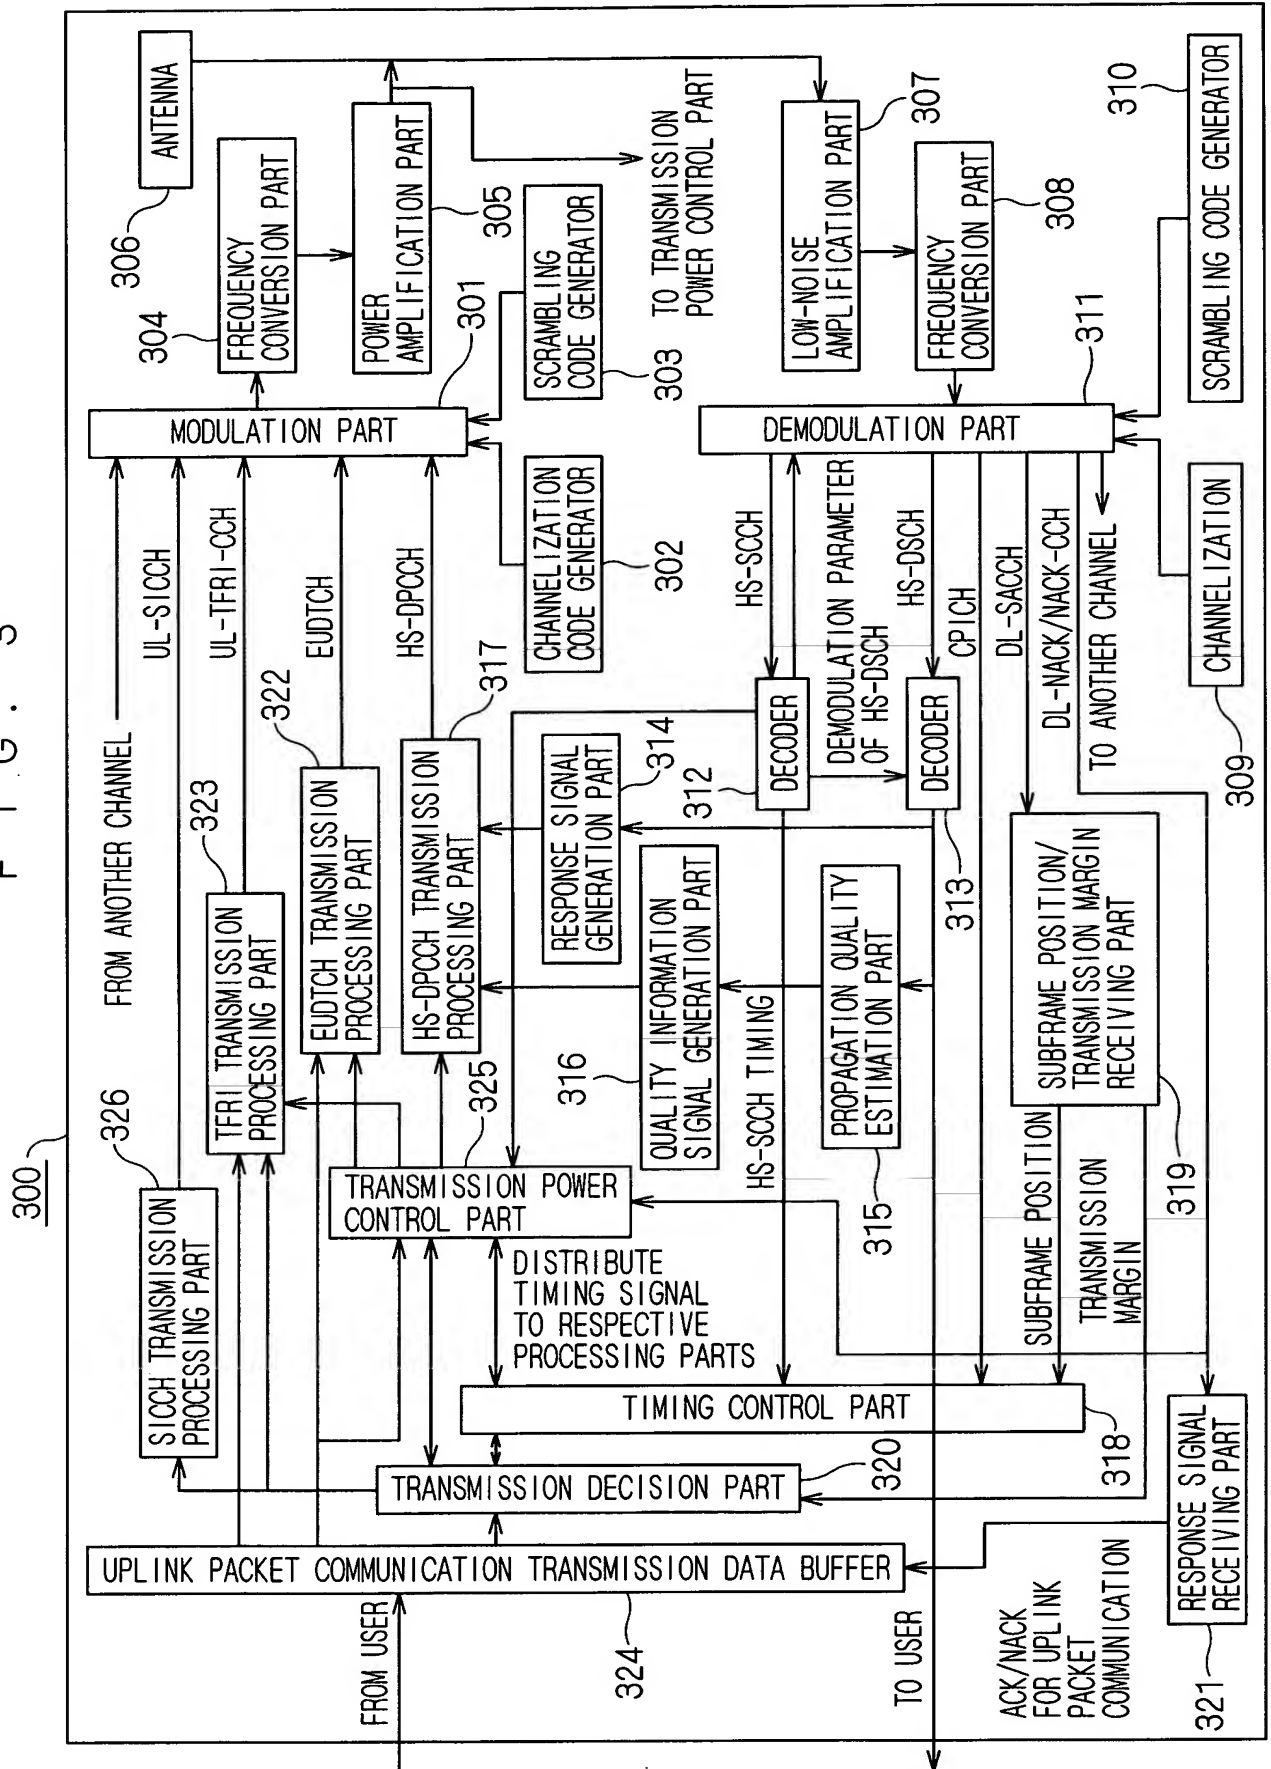 FIG. 3
300
FROM ANOTHER CHANNEL
UL-SICCH
UL-TFRI-CCH
EUDTCH
HS-DPCCH
MODULATION PART
301
CHANNELIZATION
CODE GENERATOR
302
SCRAMBLING
CODE GENERATOR
303
304
FREQUENCY
CONVERSION PART
POWER
AMPLIFICATION PART
305
306
ANTENNA
TO TRANSMISSION
POWER CONTROL PART
LOW-NOISE
AMPLIFICATION PART
307
FREQUENCY
CONVERSION PART
308
DEMODULATION PART
311
SCRAMBLING CODE GENERATOR
310
CHANNELIZATION
309
HS-SCCH
DEMODULATION PARAMETER
OF HS-DSCH
HS-DSCH
CPICH
DL-SACCH
DL-NACK/NACK-CCH
TO ANOTHER CHANNEL
DECODER
312
DECODER
313
326
SICCH TRANSMISSION
PROCESSING PART
323
TFRI TRANSMISSION
PROCESSING PART
322
EUDTCH TRANSMISSION
PROCESSING PART
317
HS-DPCCH TRANSMISSION
PROCESSING PART
314
RESPONSE SIGNAL
GENERATION PART
316
QUALITY INFORMATION
SIGNAL GENERATION PART
PROPAGATION QUALITY
ESTIMATION PART
315
SUBFRAME POSITION/
TRANSMISSION MARGIN
RECEIVING PART
319
325
TRANSMISSION POWER
CONTROL PART
HS-SCCH TIMING
SUBFRAME POSITION
TRANSMISSION
MARGIN
DISTRIBUTE
TIMING SIGNAL
TO RESPECTIVE
PROCESSING PARTS
TIMING CONTROL PART
318
TRANSMISSION DECISION PART
320
UPLINK PACKET COMMUNICATION TRANSMISSION DATA BUFFER
324
FROM USER
TO USER
ACK/NACK
FOR UPLINK
PACKET
COMMUNICATION
RESPONSE SIGNAL
RECEIVING PART
321